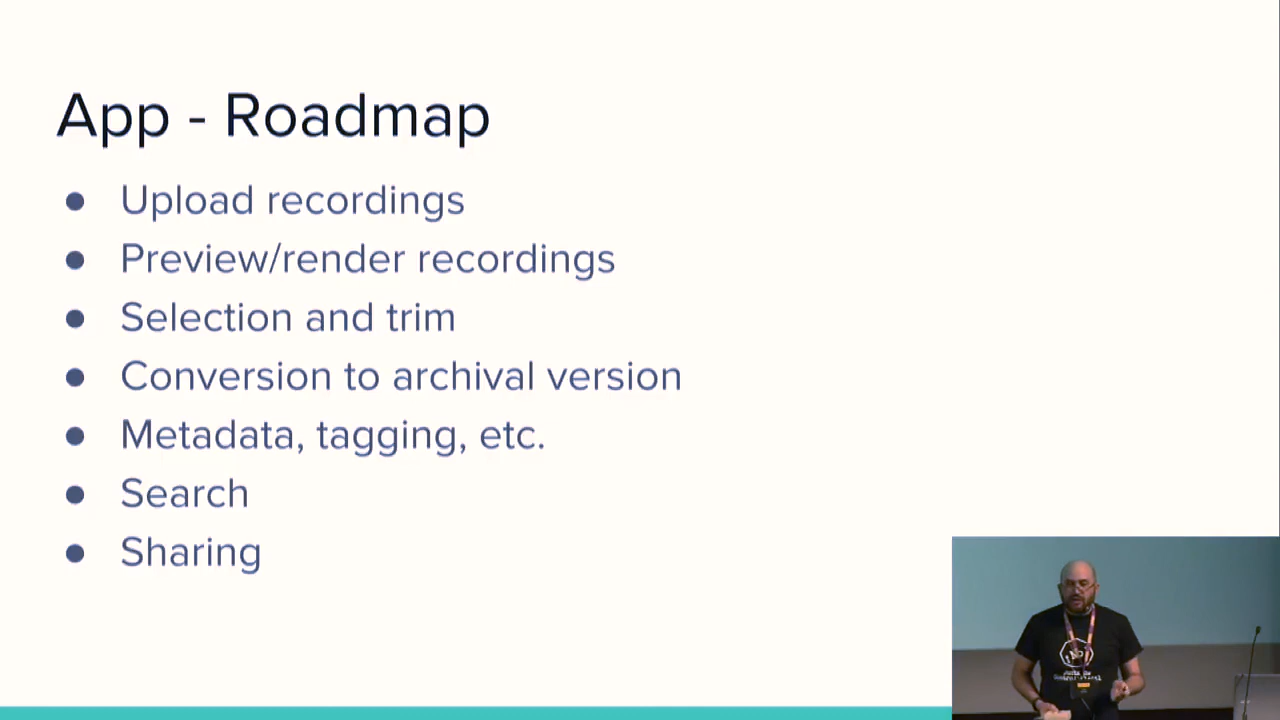 App - Roadmap
● Upload recordings
● Preview/render recordings
● Selection and trim
● Conversion to archival version
● Metadata, tagging, etc.
● Search
● Sharing